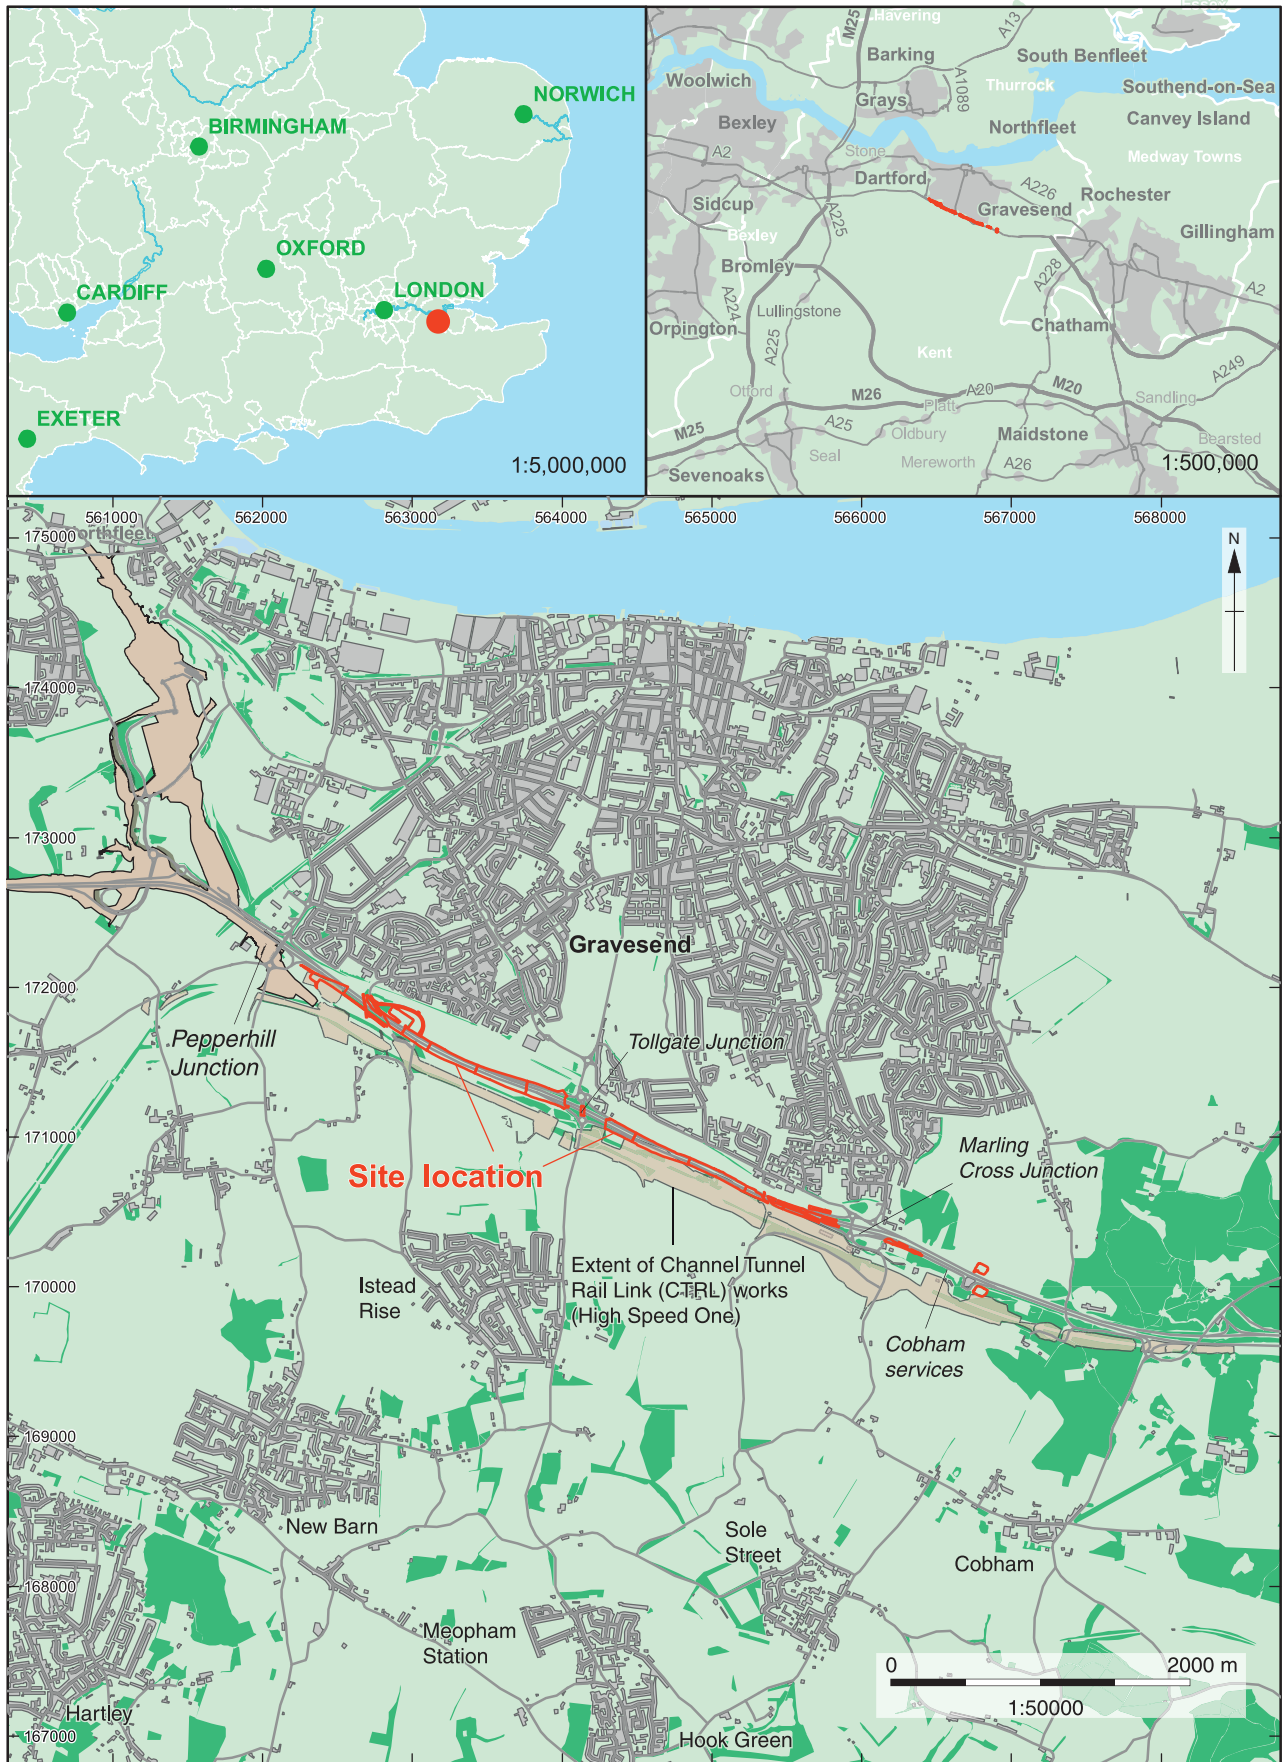 NORWICH
BIRMINGHAM
OXFORD
CARDIFF
LONDON
EXETER
1:5,000,000
Havering
M25
A13
Barking
South Benfleet
Woolwich
A1089
Thurrock
Southend-on-Sea
Grays
Bexley
Northfleet
Canvey Island
A2
Stone
Medway Towns
Dartford
A226
Rochester
Sidcup
A225
Gravesend
Gillingham
Bexley
Bromley
A228
A2
A224
Lullingstone
Orpington
Chatham
A225
Kent
A249
Otford
M26
A20
M20
Platt
Sandling
M25
A25
Oldbury
Maidstone
Bearsted
Seal
Mereworth
A26
1:500,000
Sevenoaks
561000
562000
563000
564000
565000
566000
567000
568000
175000
N
174000
173000
Gravesend
172000
Pepperhill
Junction
Tollgate Junction
171000
Marling
Cross Junction
Site location
Extent of Channel Tunnel
Rail Link (CTRL) works
(High Speed One)
170000
Istead
Rise
Cobham
services
169000
New Barn
Sole
Street
Cobham
168000
Meopham
Station
0
2000 m
1:50000
Hartley
167000
Hook Green